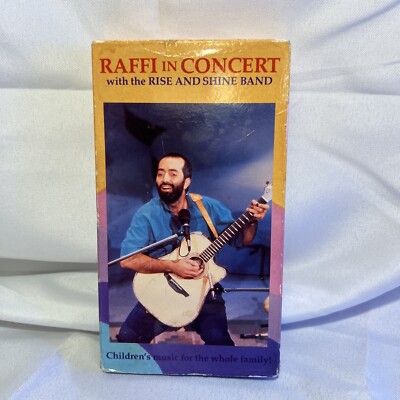 RAFFI IN CONCERT
with the RISE AND SHINE BAND
Children's music for the whole family!